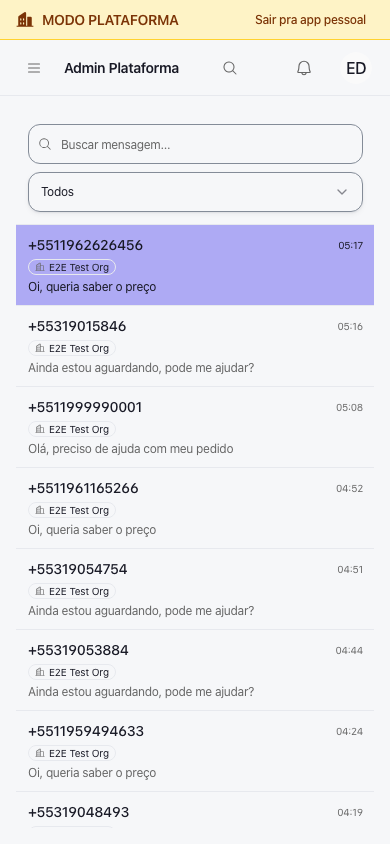 MODO PLATAFORMA
Sair pra app pessoal
Admin Plataforma
ED
Buscar mensagem...
Todos
+5511962626456
05:17
E2E Test Org
Oi, queria saber o preço
+55319015846
05:16
E2E Test Org
Ainda estou aguardando, pode me ajudar?
+5511999990001
05:08
E2E Test Org
Olá, preciso de ajuda com meu pedido
+5511961165266
04:52
E2E Test Org
Oi, queria saber o preço
+55319054754
04:51
E2E Test Org
Ainda estou aguardando, pode me ajudar?
+55319053884
04:44
E2E Test Org
Ainda estou aguardando, pode me ajudar?
+5511959494633
04:24
E2E Test Org
Oi, queria saber o preço
+55319048493
04:19